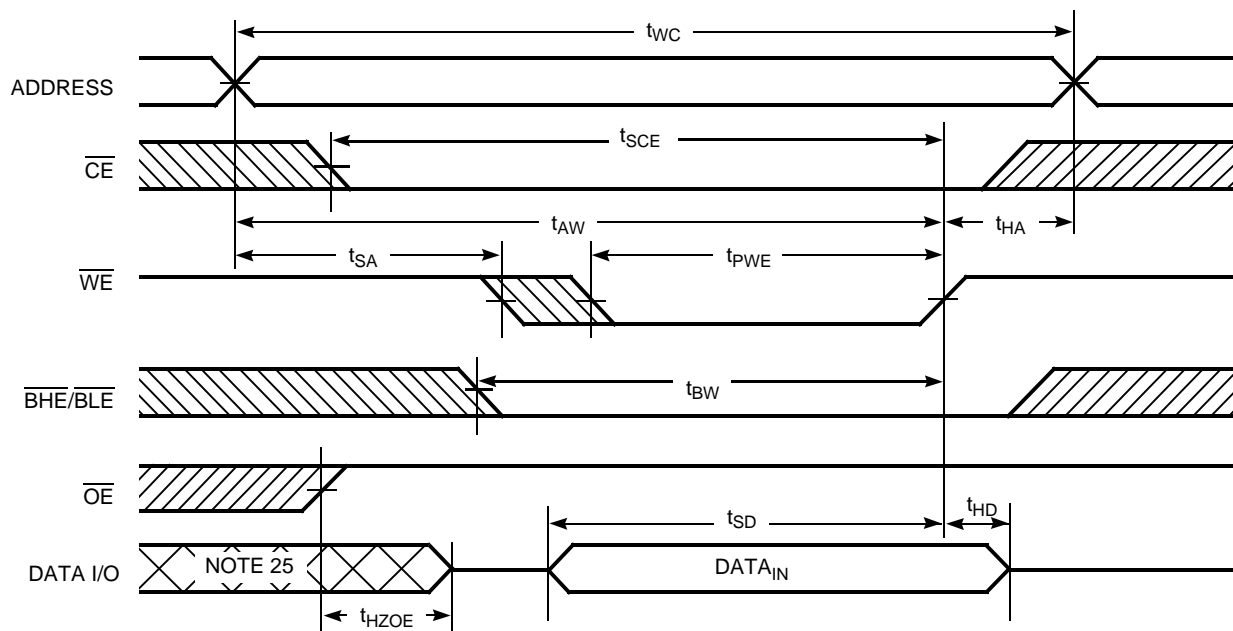 tWC
ADDRESS
tSCE
CE
tAW
tHA
tSA
tPWE
WE
tBW
BHE/BLE
OE
tSD
tHD
DATA I/O
NOTE 25
DATAIN
tHZOE